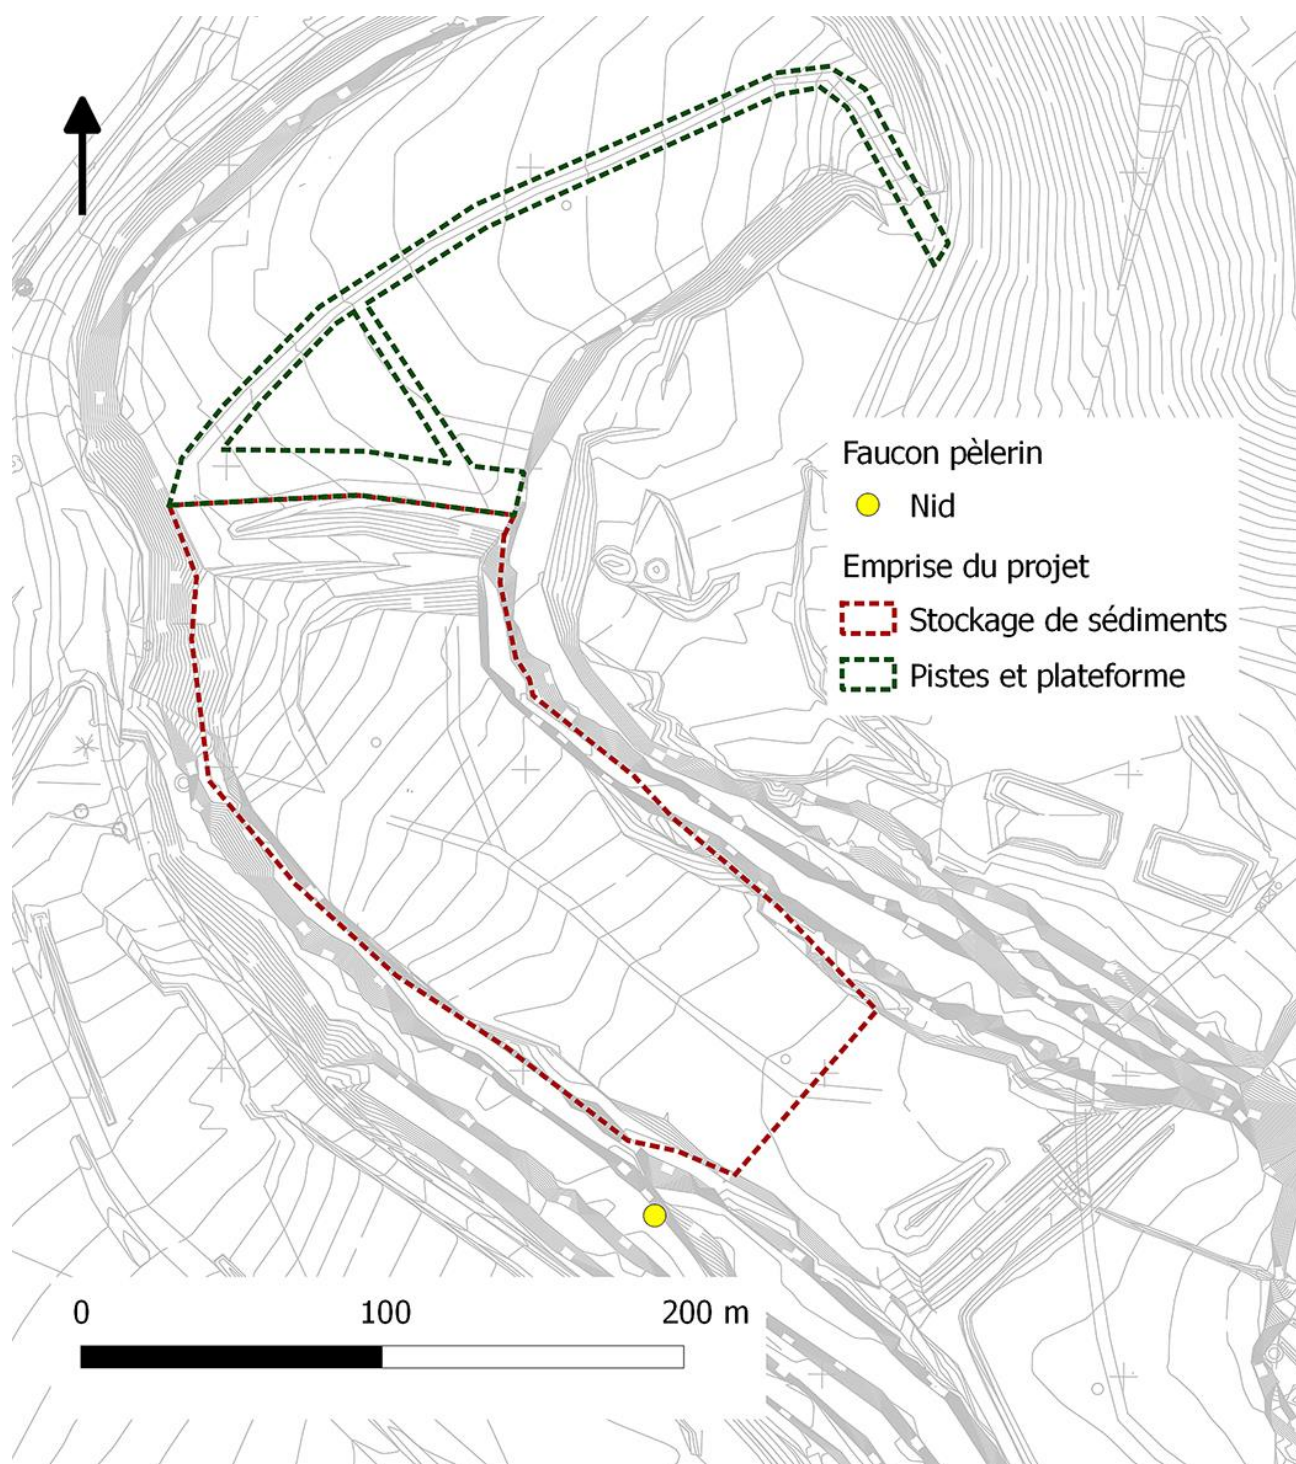 Faucon pèlerin
Nid
Emprise du projet
Stockage de sédiments
Pistes et plateforme
0 100 200 m